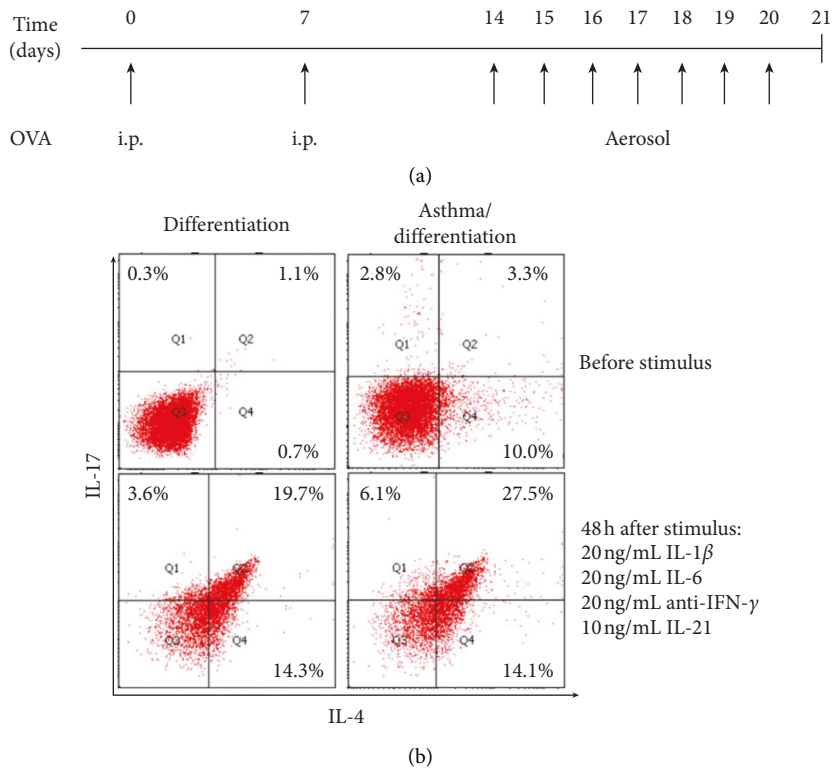 Time
(days)
0 7 14 15 16 17 18 19 20 21
OVA i.p. i.p. Aerosol
(a)
Differentiation
Asthma/
differentiation
0.3% 1.1%
Q1 Q2
Q3 Q4
0.7%
2.8% 3.3%
Q1 Q2
Q3 Q4
10.0%
Before stimulus
3.6% 19.7%
Q1 Q2
Q3 Q4
14.3%
6.1% 27.5%
Q1 Q2
Q3 Q4
14.1%
48 h after stimulus:
20 ng/mL IL-1β
20 ng/mL IL-6
20 ng/mL anti-IFN-γ
10 ng/mL IL-21
IL-17
IL-4
(b)